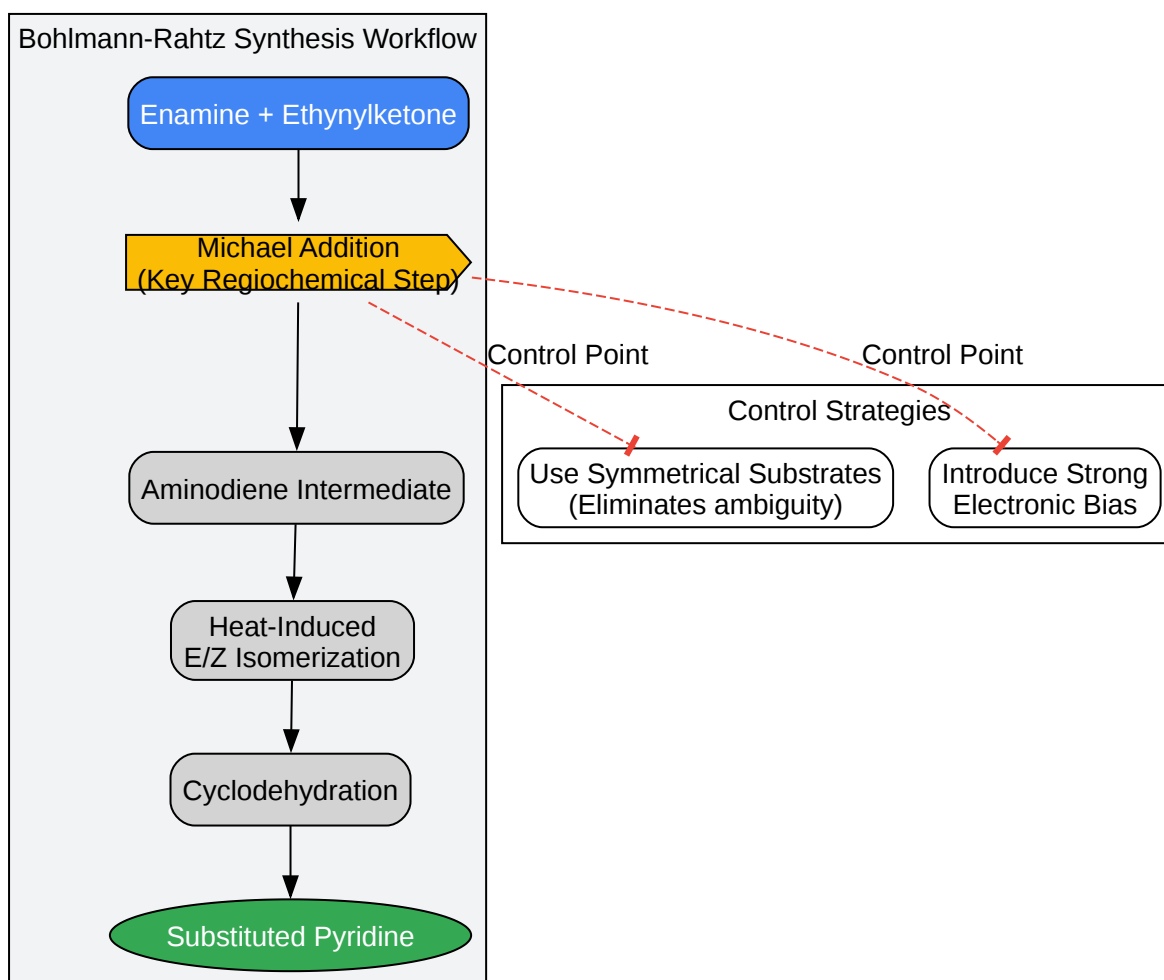 Bohlmann-Rahtz Synthesis Workflow
Enamine + Ethynylketone
Michael Addition
(Key Regiochemical Step)
Control Point
Control Point
Control Strategies
Use Symmetrical Substrates
(Eliminates ambiguity)
Introduce Strong
Electronic Bias
Aminodiene Intermediate
Heat-Induced
E/Z Isomerization
Cyclodehydration
Substituted Pyridine